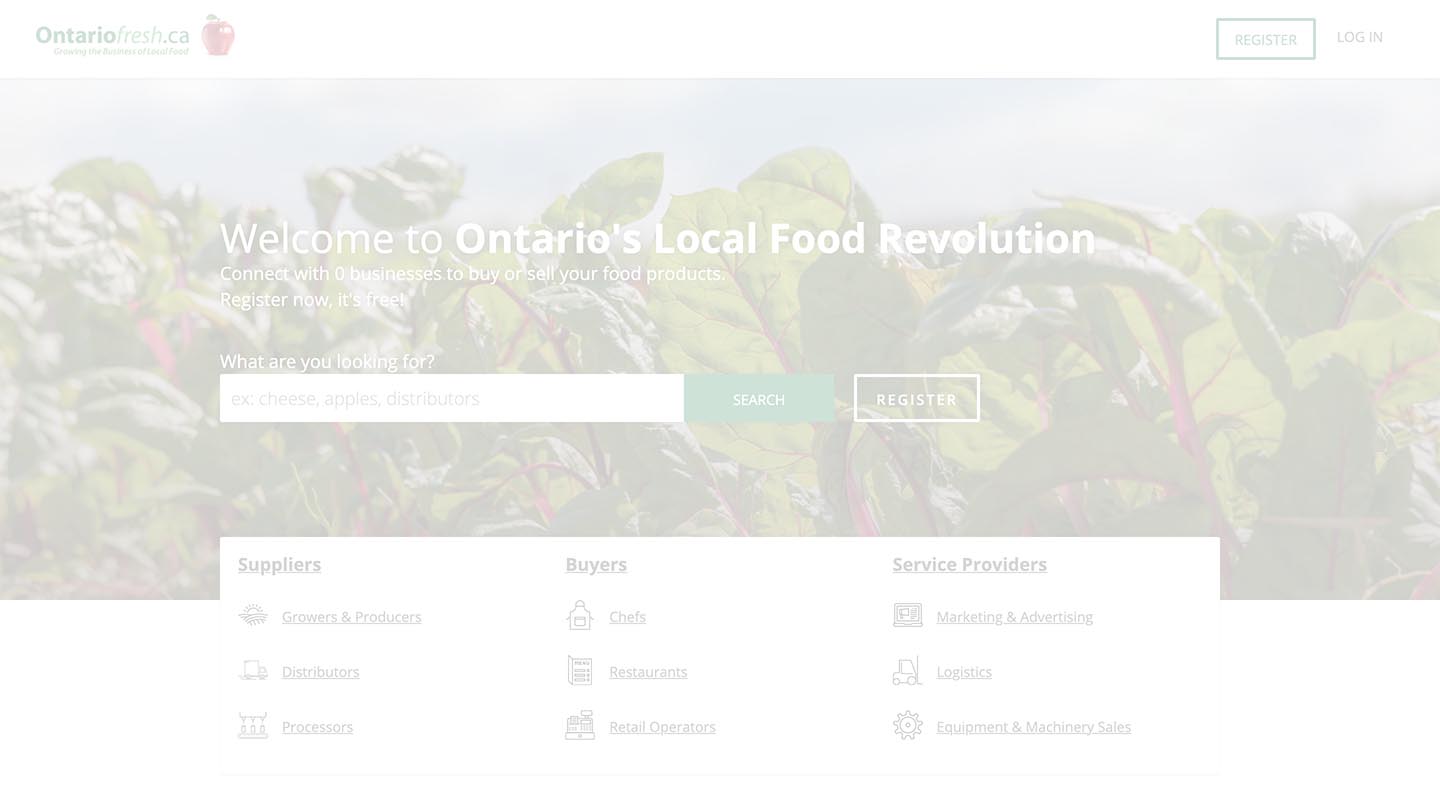 Ontariofresh.ca
Growing the Business of Local Food
REGISTER
LOG IN
Welcome to Ontario's Local Food Revolution
Connect with 0 businesses to buy or sell your food products.
Register now, it's free!
What are you looking for?
ex: cheese, apples, distributors
SEARCH
REGISTER
Suppliers
Buyers
Service Providers
Growers & Producers
Chefs
Marketing & Advertising
Distributors
MENU
Restaurants
Logistics
Processors
Retail Operators
Equipment & Machinery Sales